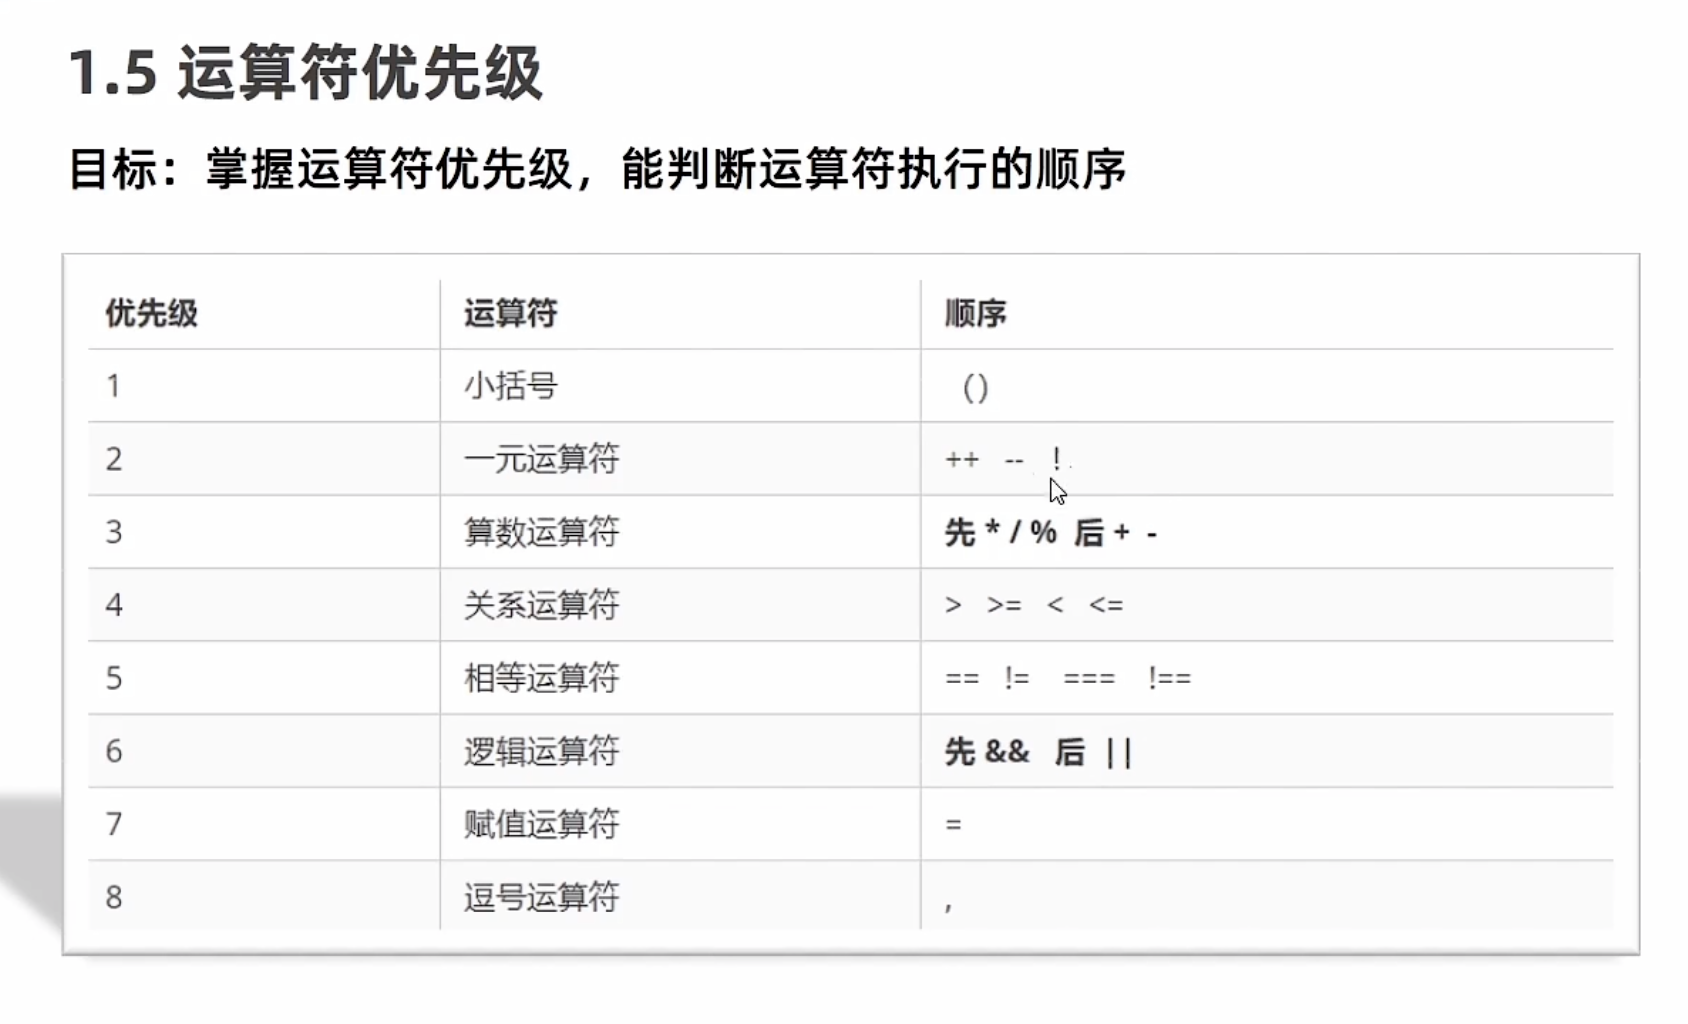 1.5 运算符优先级
目标：掌握运算符优先级，能判断运算符执行的顺序
优先级 运算符 顺序
1 小括号 ()
2 一元运算符 ++ -- !
3 算数运算符 先 * / % 后 + -
4 关系运算符 > >= < <=
5 相等运算符 == != === !==
6 逻辑运算符 先 && 后 ||
7 赋值运算符 =
8 逗号运算符 ,